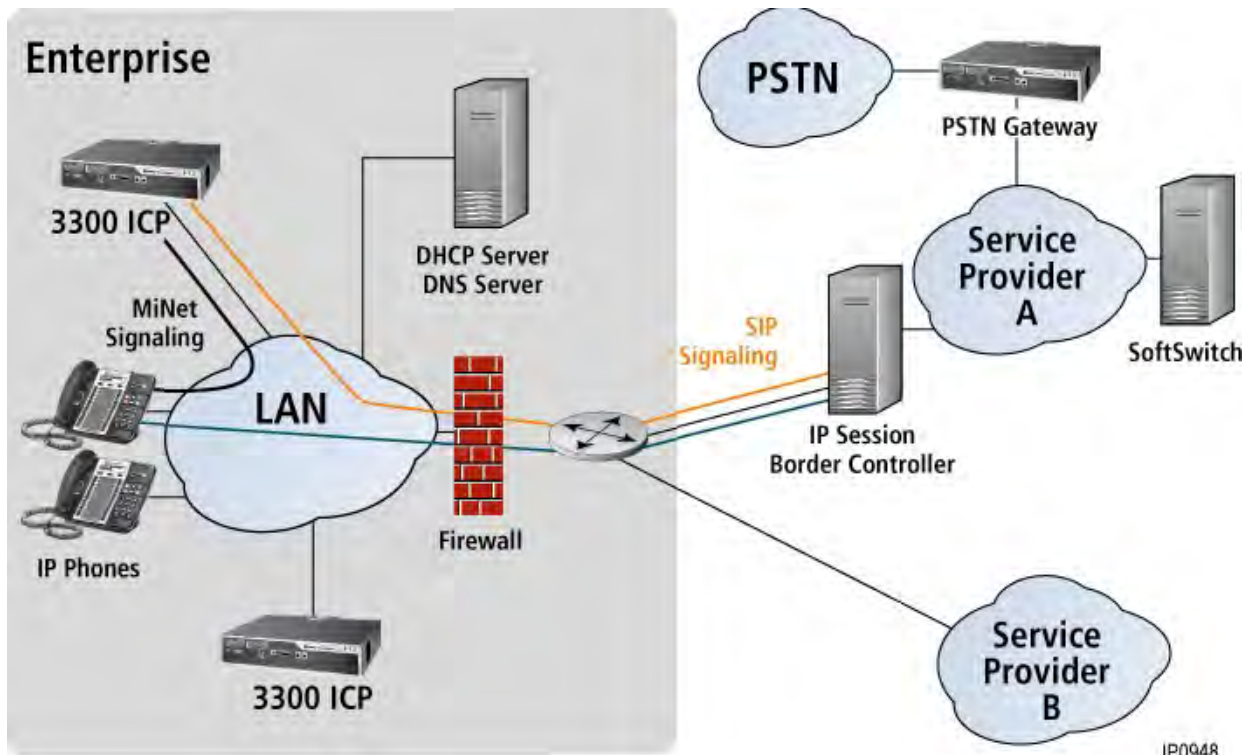 Enterprise
3300 ICP
MiNet
Signaling
IP Phones
LAN
DHCP Server
DNS Server
Firewall
3300 ICP
SIP
Signaling
PSTN
PSTN Gateway
Service
Provider
A
SoftSwitch
IP Session
Border Controller
Service
Provider
B
IP0948